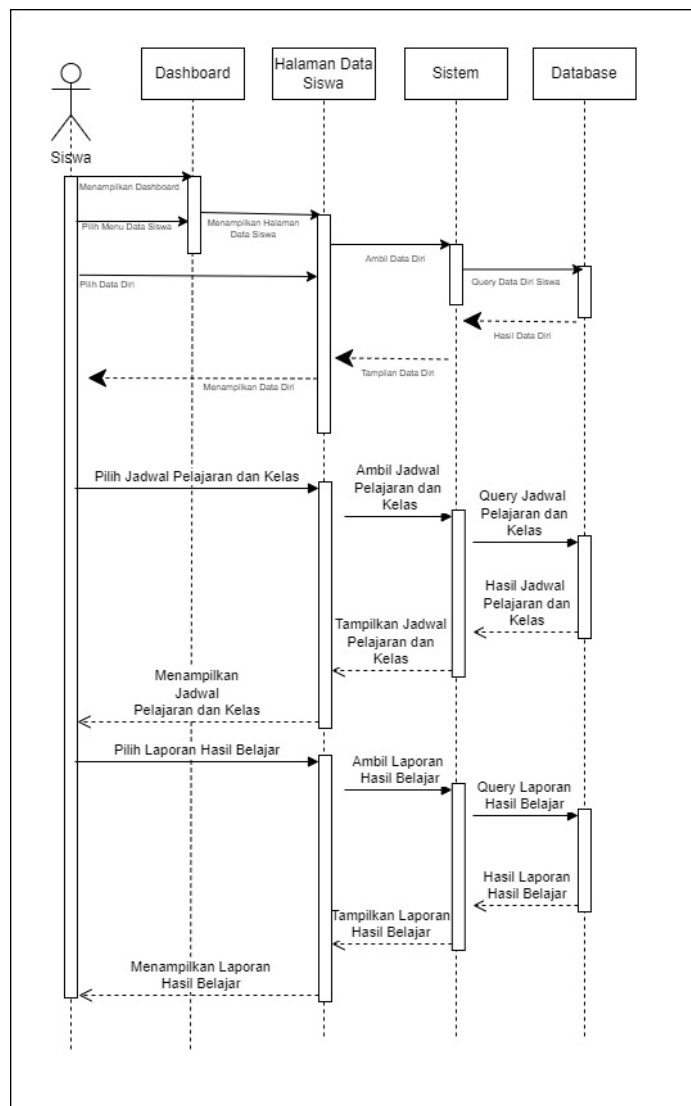 Siswa
Dashboard
Halaman Data
Siswa
Sistem
Database
Menampilkan Dashboard
Pilih Menu Data Siswa
Menampilkan Halaman
Data Siswa
Ambil Data Diri
Query Data Diri Siswa
Pilih Data Diri
Hasil Data Diri
Tampilan Data Diri
Menampilkan Data Diri
Pilih Jadwal Pelajaran dan Kelas
Ambil Jadwal
Pelajaran dan
Kelas
Query Jadwal
Pelajaran dan
Kelas
Hasil Jadwal
Pelajaran dan
Kelas
Tampilkan Jadwal
Pelajaran dan
Kelas
Menampilkan
Jadwal
Pelajaran dan Kelas
Pilih Laporan Hasil Belajar
Ambil Laporan
Hasil Belajar
Query Laporan
Hasil Belajar
Hasil Laporan
Hasil Belajar
Tampilkan Laporan
Hasil Belajar
Menampilkan Laporan
Hasil Belajar